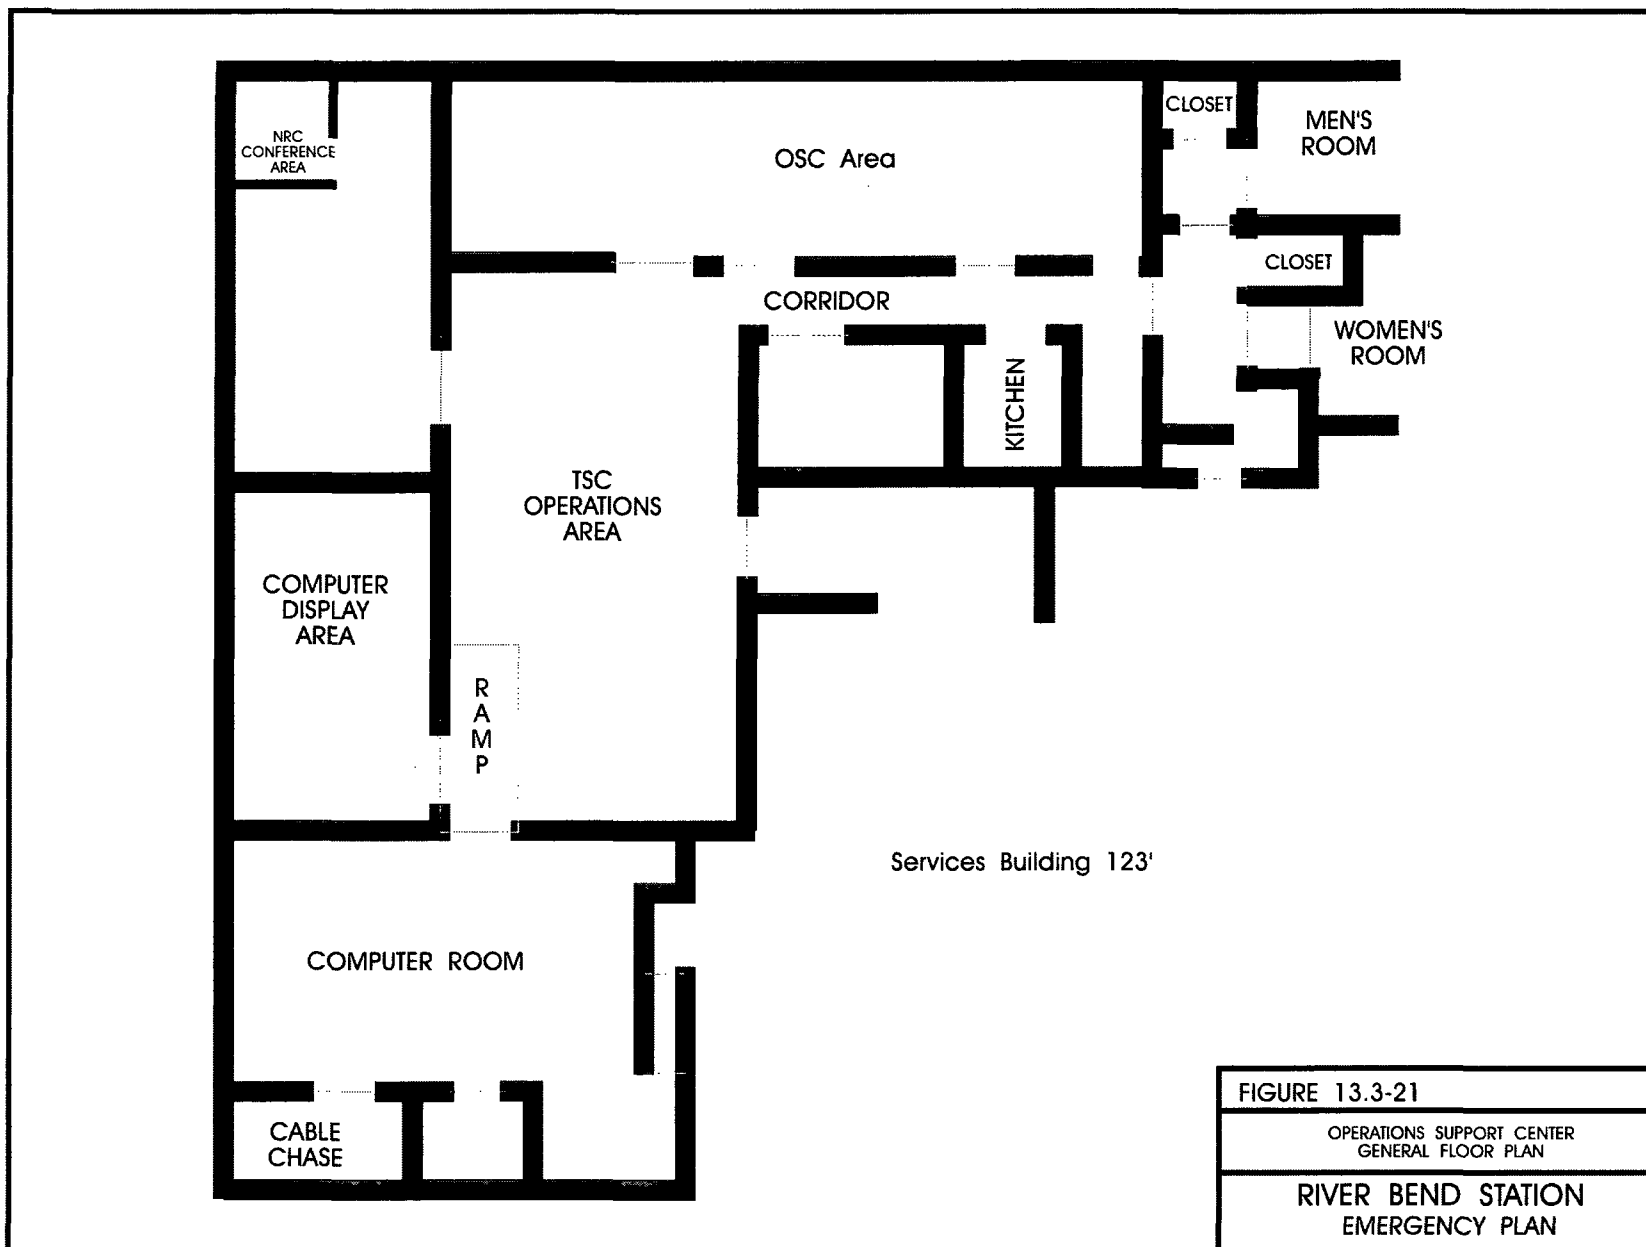 CLOSET
MEN'S
ROOM
NRC
CONFERENCE
AREA
OSC Area
CLOSET
CORRIDOR
WOMEN'S
ROOM
KITCHEN
TSC
OPERATIONS
AREA
COMPUTER
DISPLAY
AREA
RAMP
Services Building 123'
COMPUTER ROOM
CABLE
CHASE
FIGURE 13.3-21
OPERATIONS SUPPORT CENTER
GENERAL FLOOR PLAN
RIVER BEND STATION
EMERGENCY PLAN